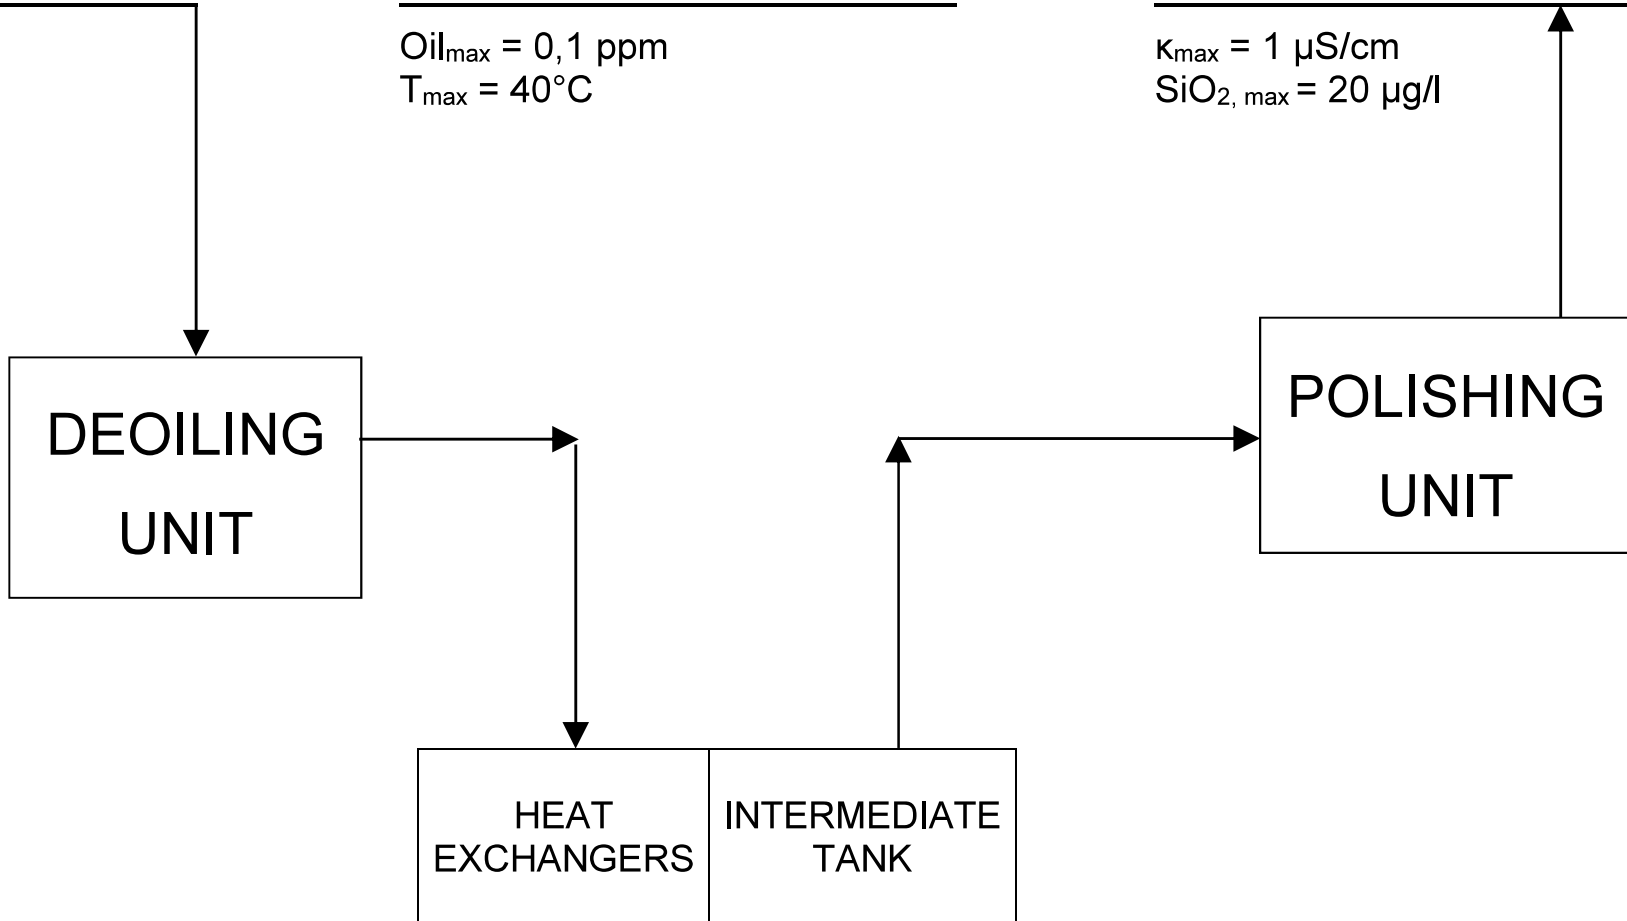 Oilmax = 0,1 ppm
Tmax = 40°C
κmax = 1 µS/cm
SiO2, max = 20 µg/l
DEOILING
UNIT
POLISHING
UNIT
HEAT
EXCHANGERS
INTERMEDIATE
TANK